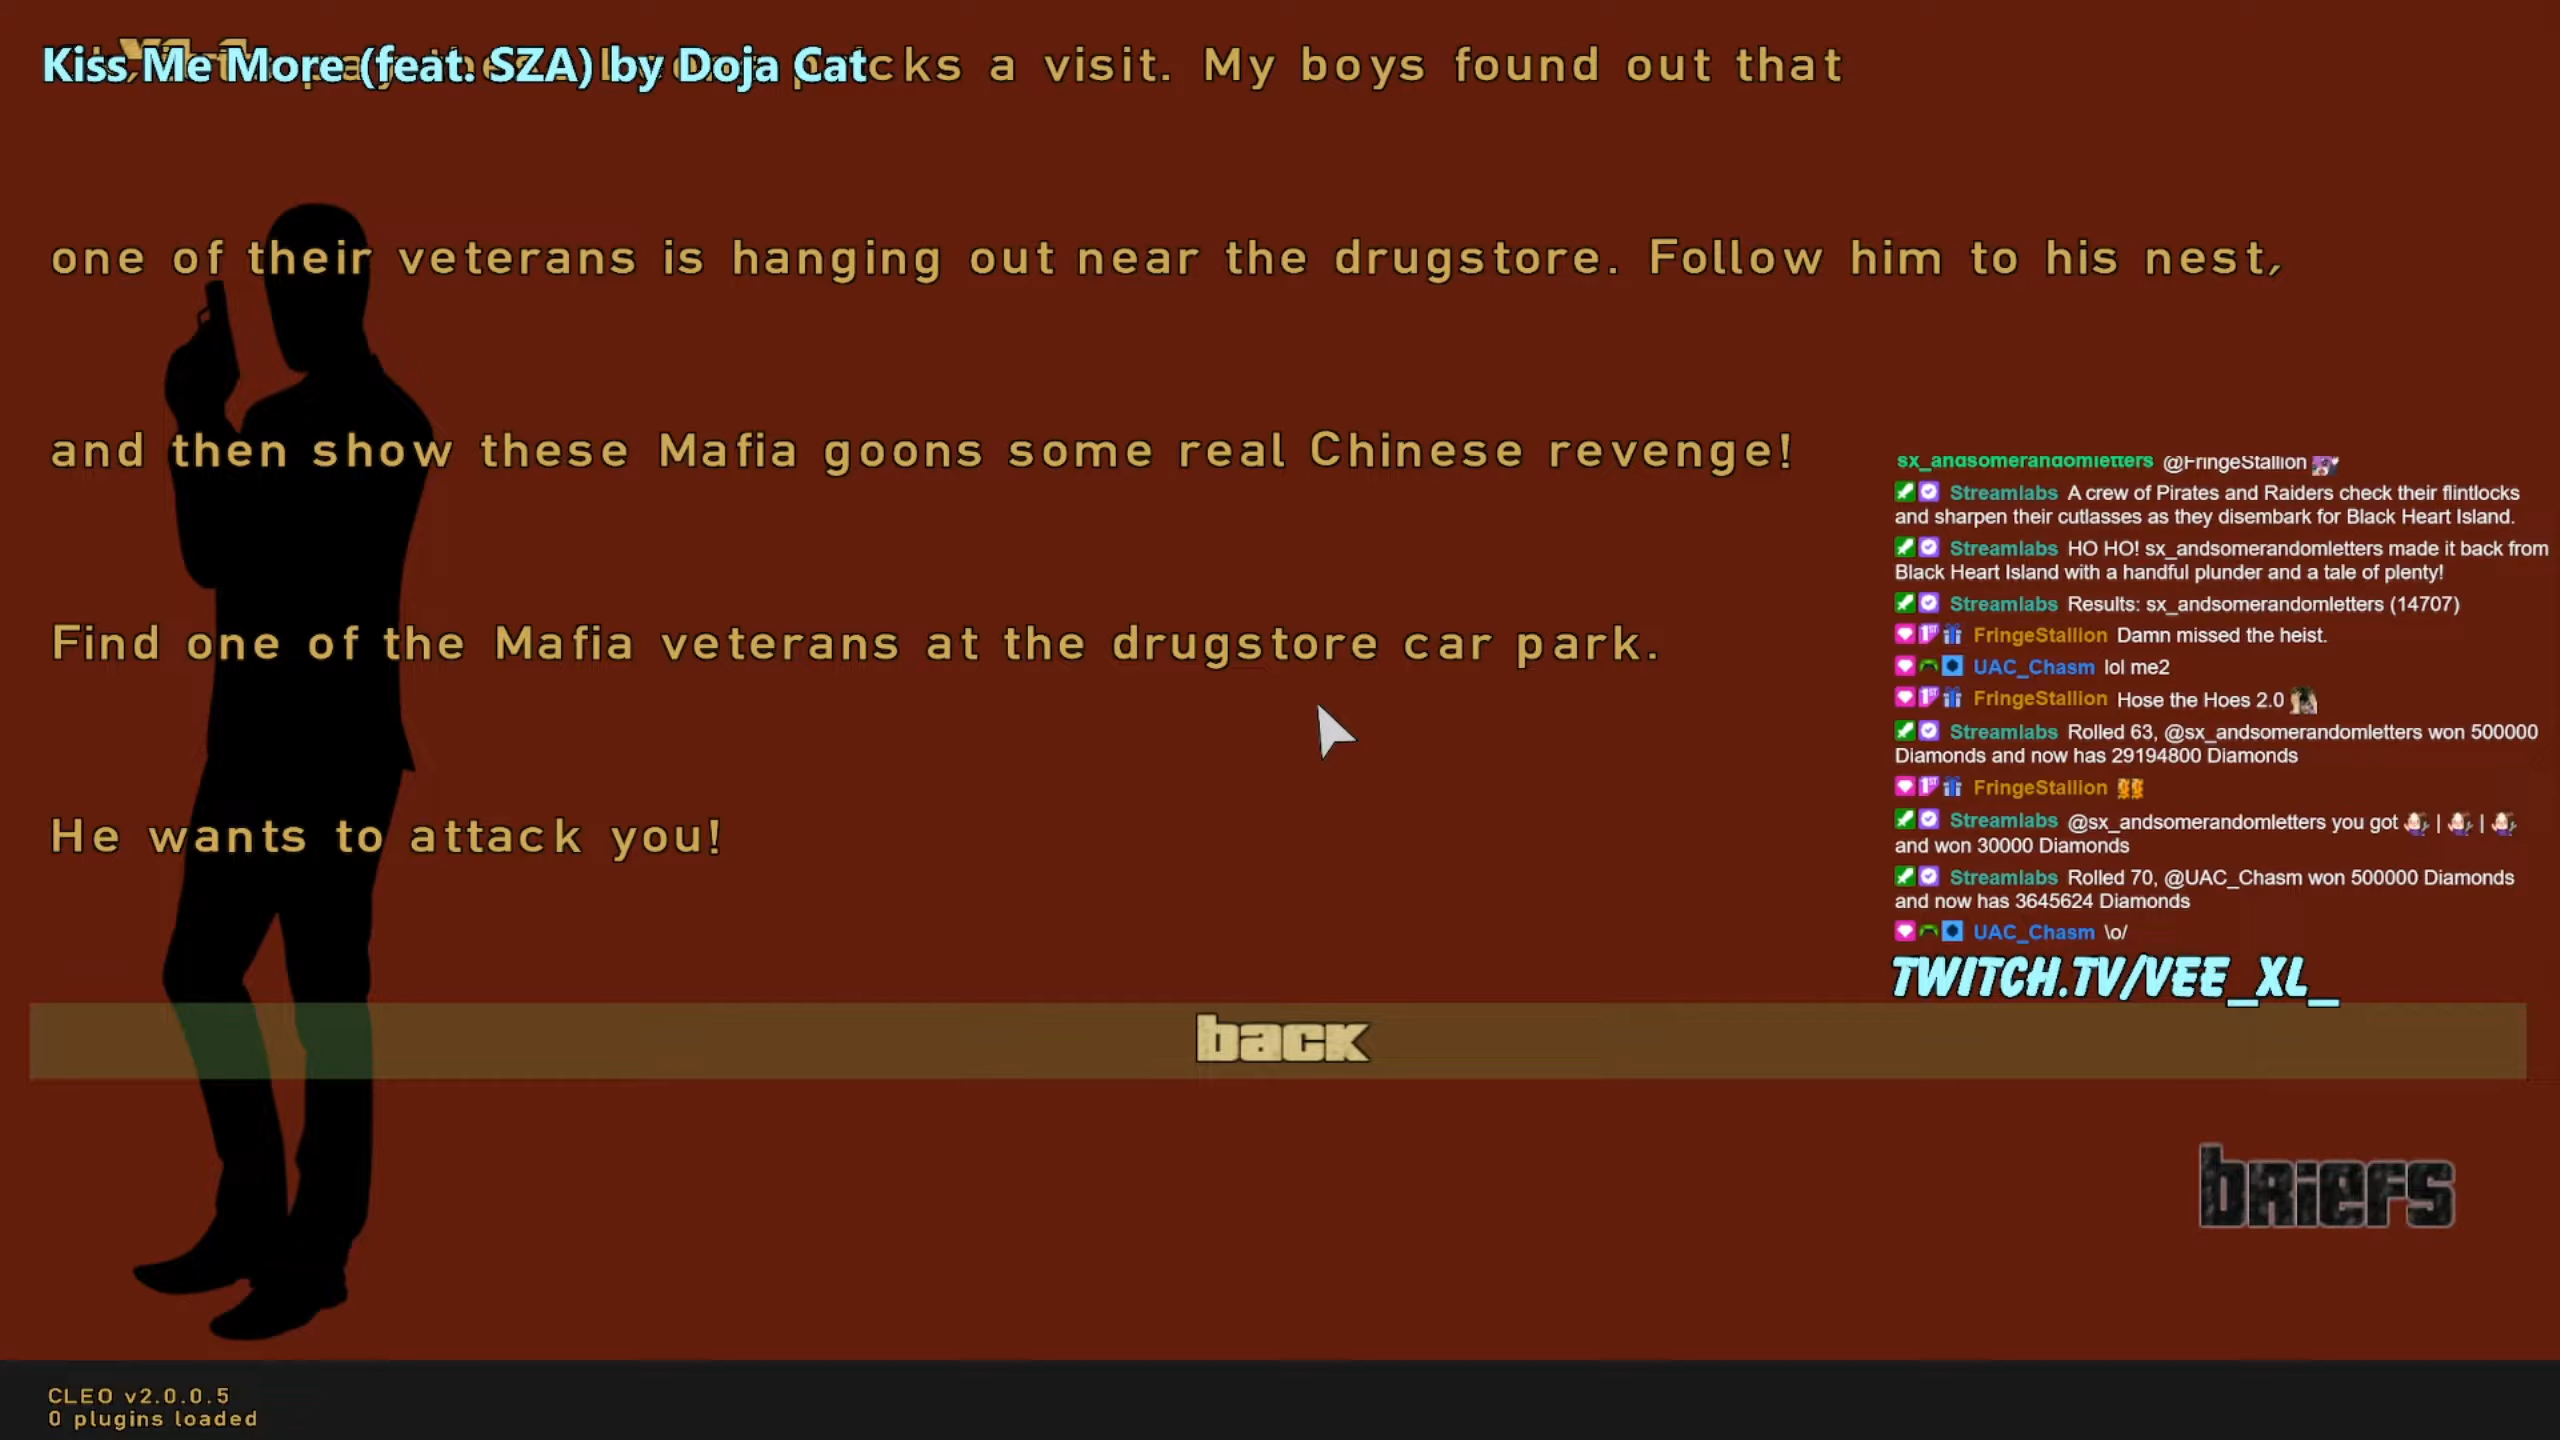 Kiss Me More (feat. SZA) by Doja Cat
cks a visit. My boys found out that
one of their veterans is hanging out near the drugstore. Follow him to his nest,
and then show these Mafia goons some real Chinese revenge!
Find one of the Mafia veterans at the drugstore car park.
He wants to attack you!
sx_andsomerandomletters @FringeStallion
Streamlabs A crew of Pirates and Raiders check their flintlocks
and sharpen their cutlasses as they disembark for Black Heart Island.
Streamlabs HO HO! sx_andsomerandomletters made it back from
Black Heart Island with a handful plunder and a tale of plenty!
Streamlabs Results: sx_andsomerandomletters (14707)
FringeStallion Damn missed the heist.
UAC_Chasm lol me2
FringeStallion Hose the Hoes 2.0
Streamlabs Rolled 63, @sx_andsomerandomletters won 500000
Diamonds and now has 29194800 Diamonds
FringeStallion
Streamlabs @sx_andsomerandomletters you got | |
and won 30000 Diamonds
Streamlabs Rolled 70, @UAC_Chasm won 500000 Diamonds
and now has 3645624 Diamonds
UAC_Chasm \o/
TWITCH.TV/VEE_XL_
back
briefs
CLEO v2.0.0.5
0 plugins loaded